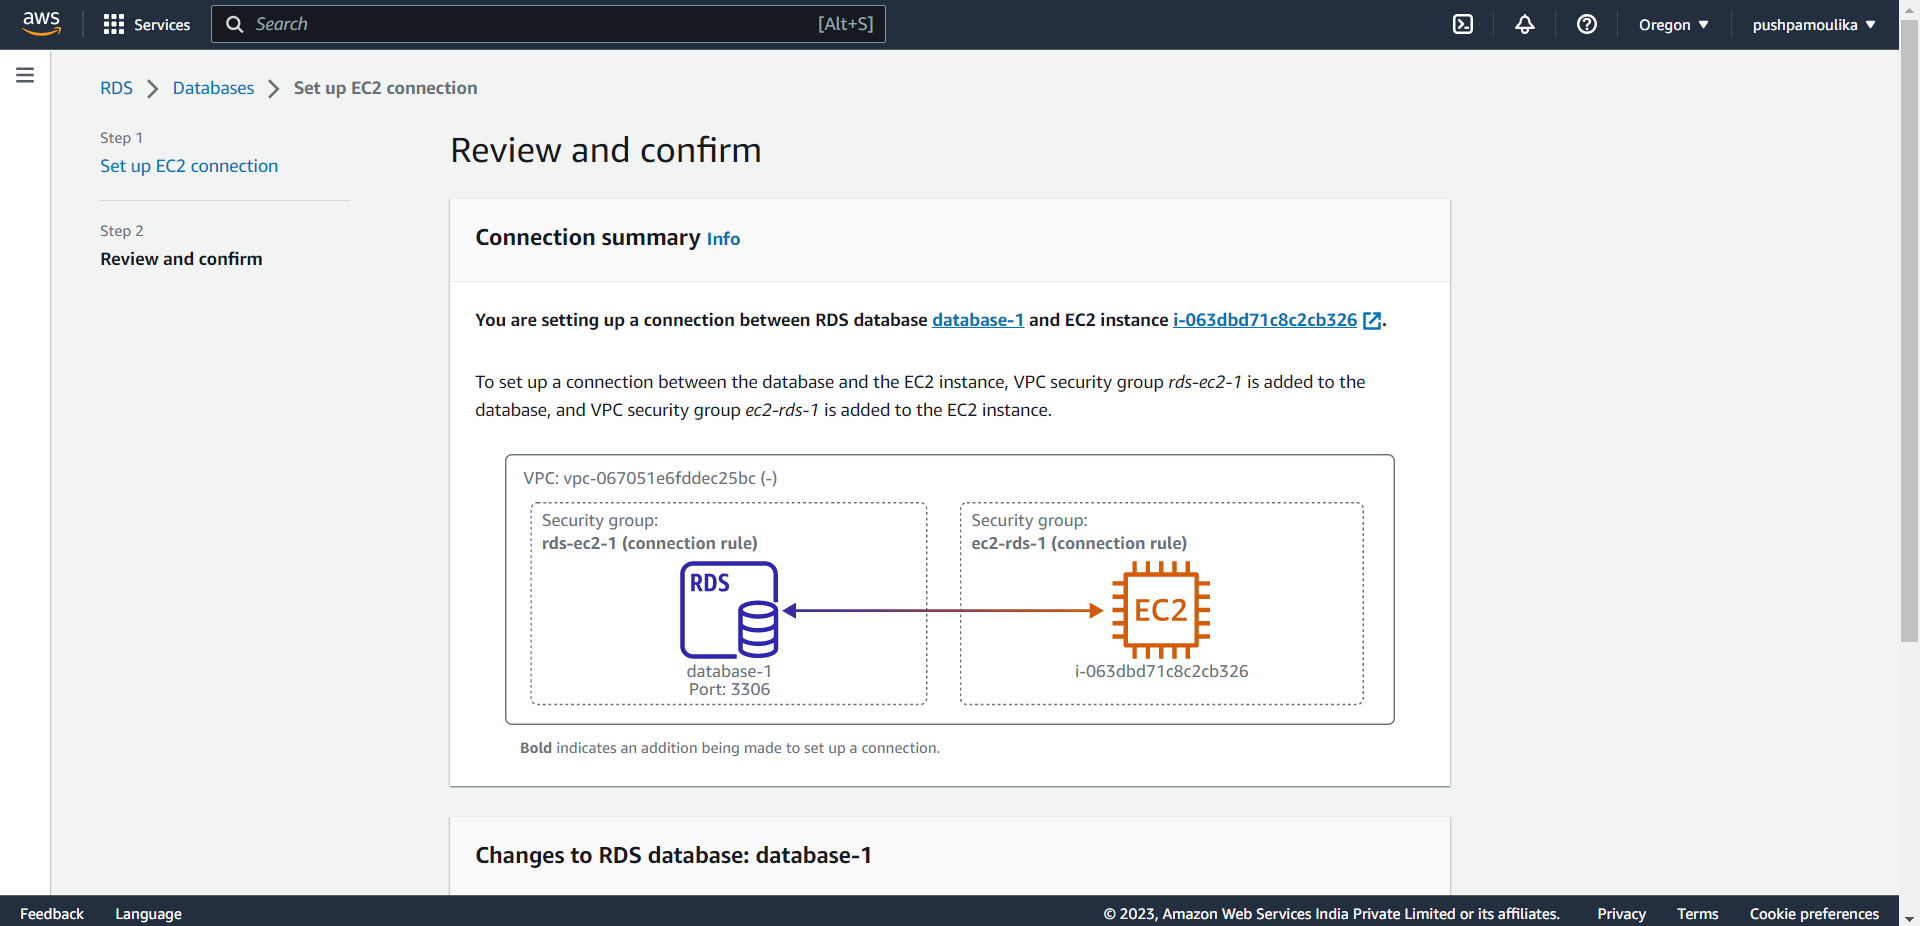 aws
Services
Search
[Alt+S]
Oregon
pushpamoulika
RDS
Databases
Set up EC2 connection
Step 1
Set up EC2 connection
Step 2
Review and confirm
Review and confirm
Connection summary Info
You are setting up a connection between RDS database database-1 and EC2 instance i-063dbd71c8c2cb326 .
To set up a connection between the database and the EC2 instance, VPC security group rds-ec2-1 is added to the
database, and VPC security group ec2-rds-1 is added to the EC2 instance.
VPC: vpc-067051e6fddec25bc (-)
Security group:
rds-ec2-1 (connection rule)
RDS
database-1
Port: 3306
Security group:
ec2-rds-1 (connection rule)
EC2
i-063dbd71c8c2cb326
Bold indicates an addition being made to set up a connection.
Changes to RDS database: database-1
Feedback
Language
© 2023, Amazon Web Services India Private Limited or its affiliates.
Privacy
Terms
Cookie preferences